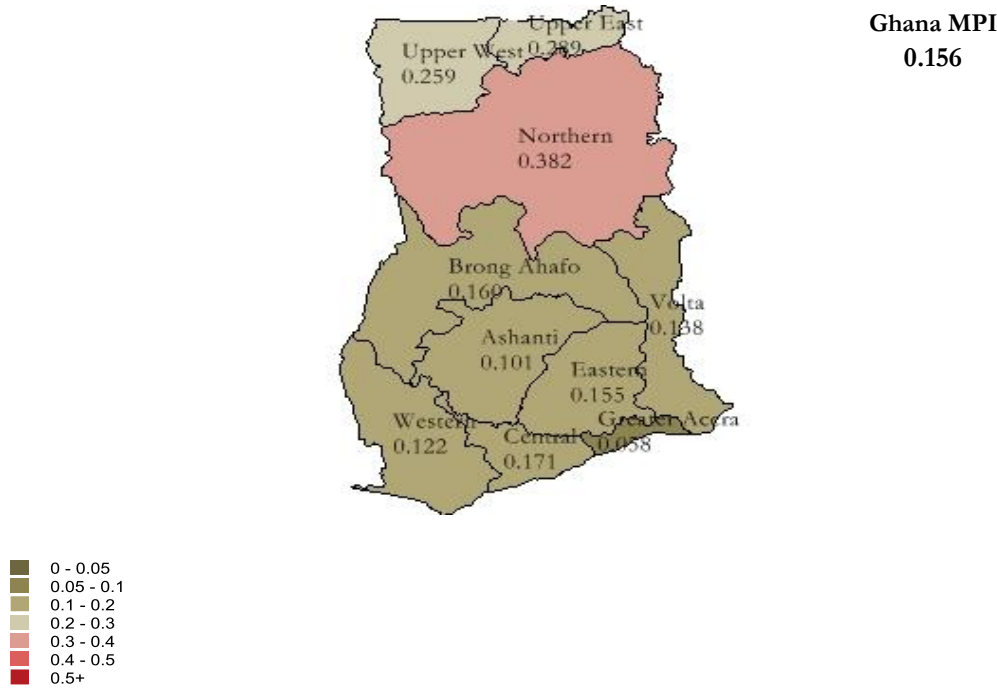 Ghana MPI
0.156
Upper East
0.289
Upper West
0.259
Northern
0.382
Brong Ahafo
0.160
Volta
0.138
Ashanti
0.101
Eastern
0.155
Greater Accra
0.058
Western
0.122
Central
0.171
0 - 0.05
0.05 - 0.1
0.1 - 0.2
0.2 - 0.3
0.3 - 0.4
0.4 - 0.5
0.5+